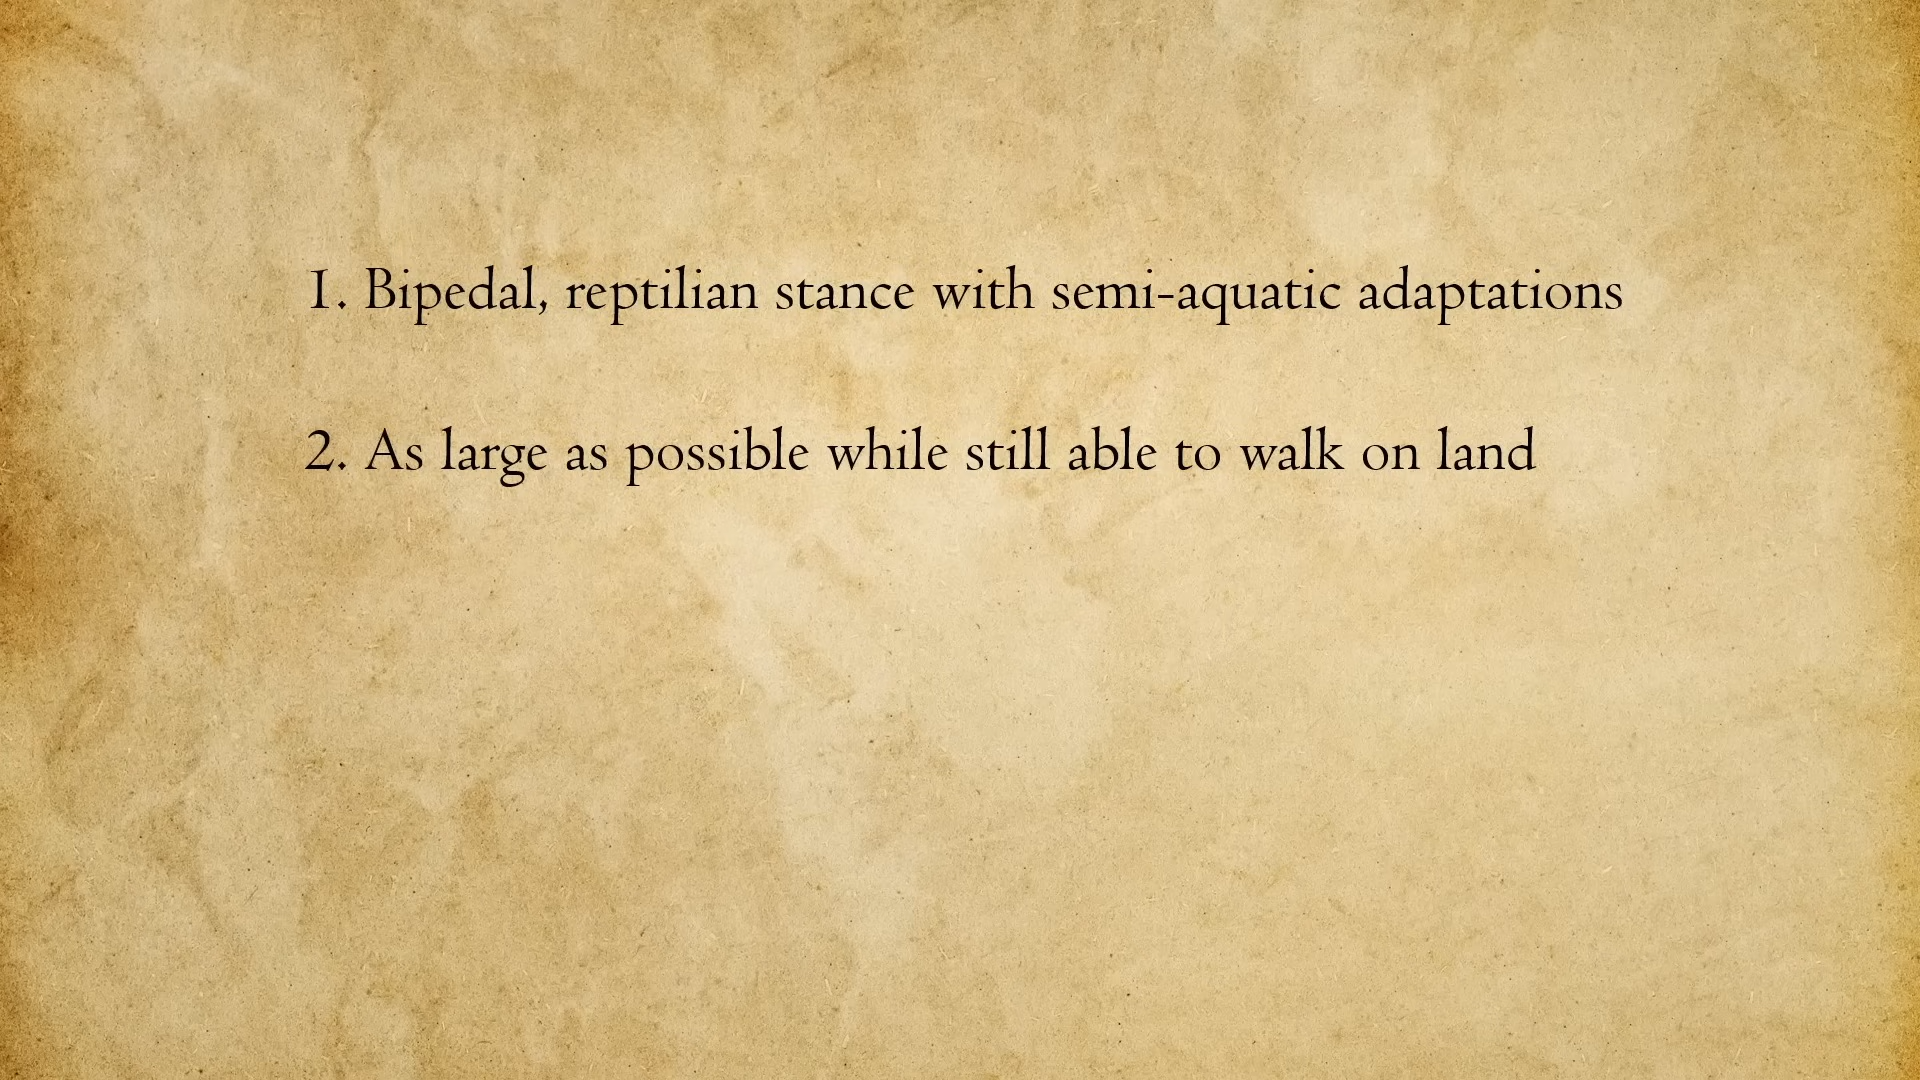 1. Bipedal, reptilian stance with semi-aquatic adaptations
2. As large as possible while still able to walk on land